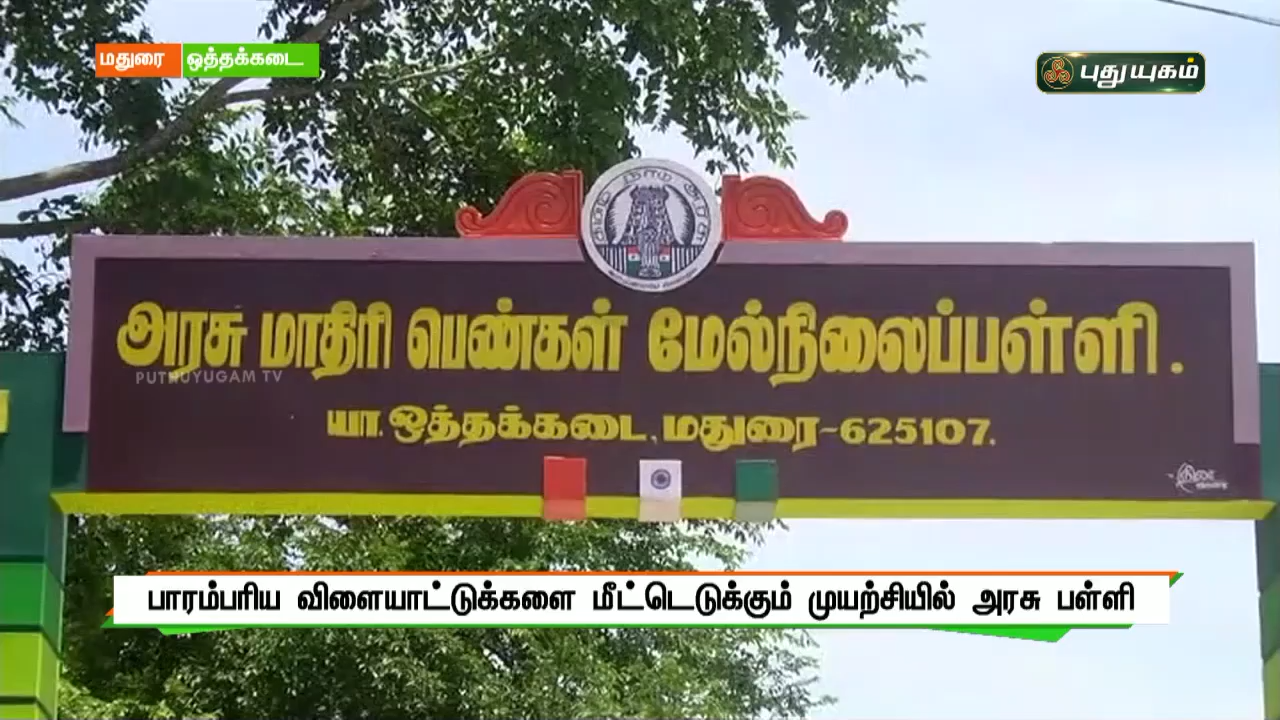 மதுரை ஒத்தக்கடை
புதுயுகம்
அரசு மாதிரி பெண்கள் மேல்நிலைப்பள்ளி.
PUTHUYUGAM TV
யா. ஒத்தக்கடை, மதுரை-625107.
பாரம்பரிய விளையாட்டுக்களை மீட்டெடுக்கும் முயற்சியில் அரசு பள்ளி